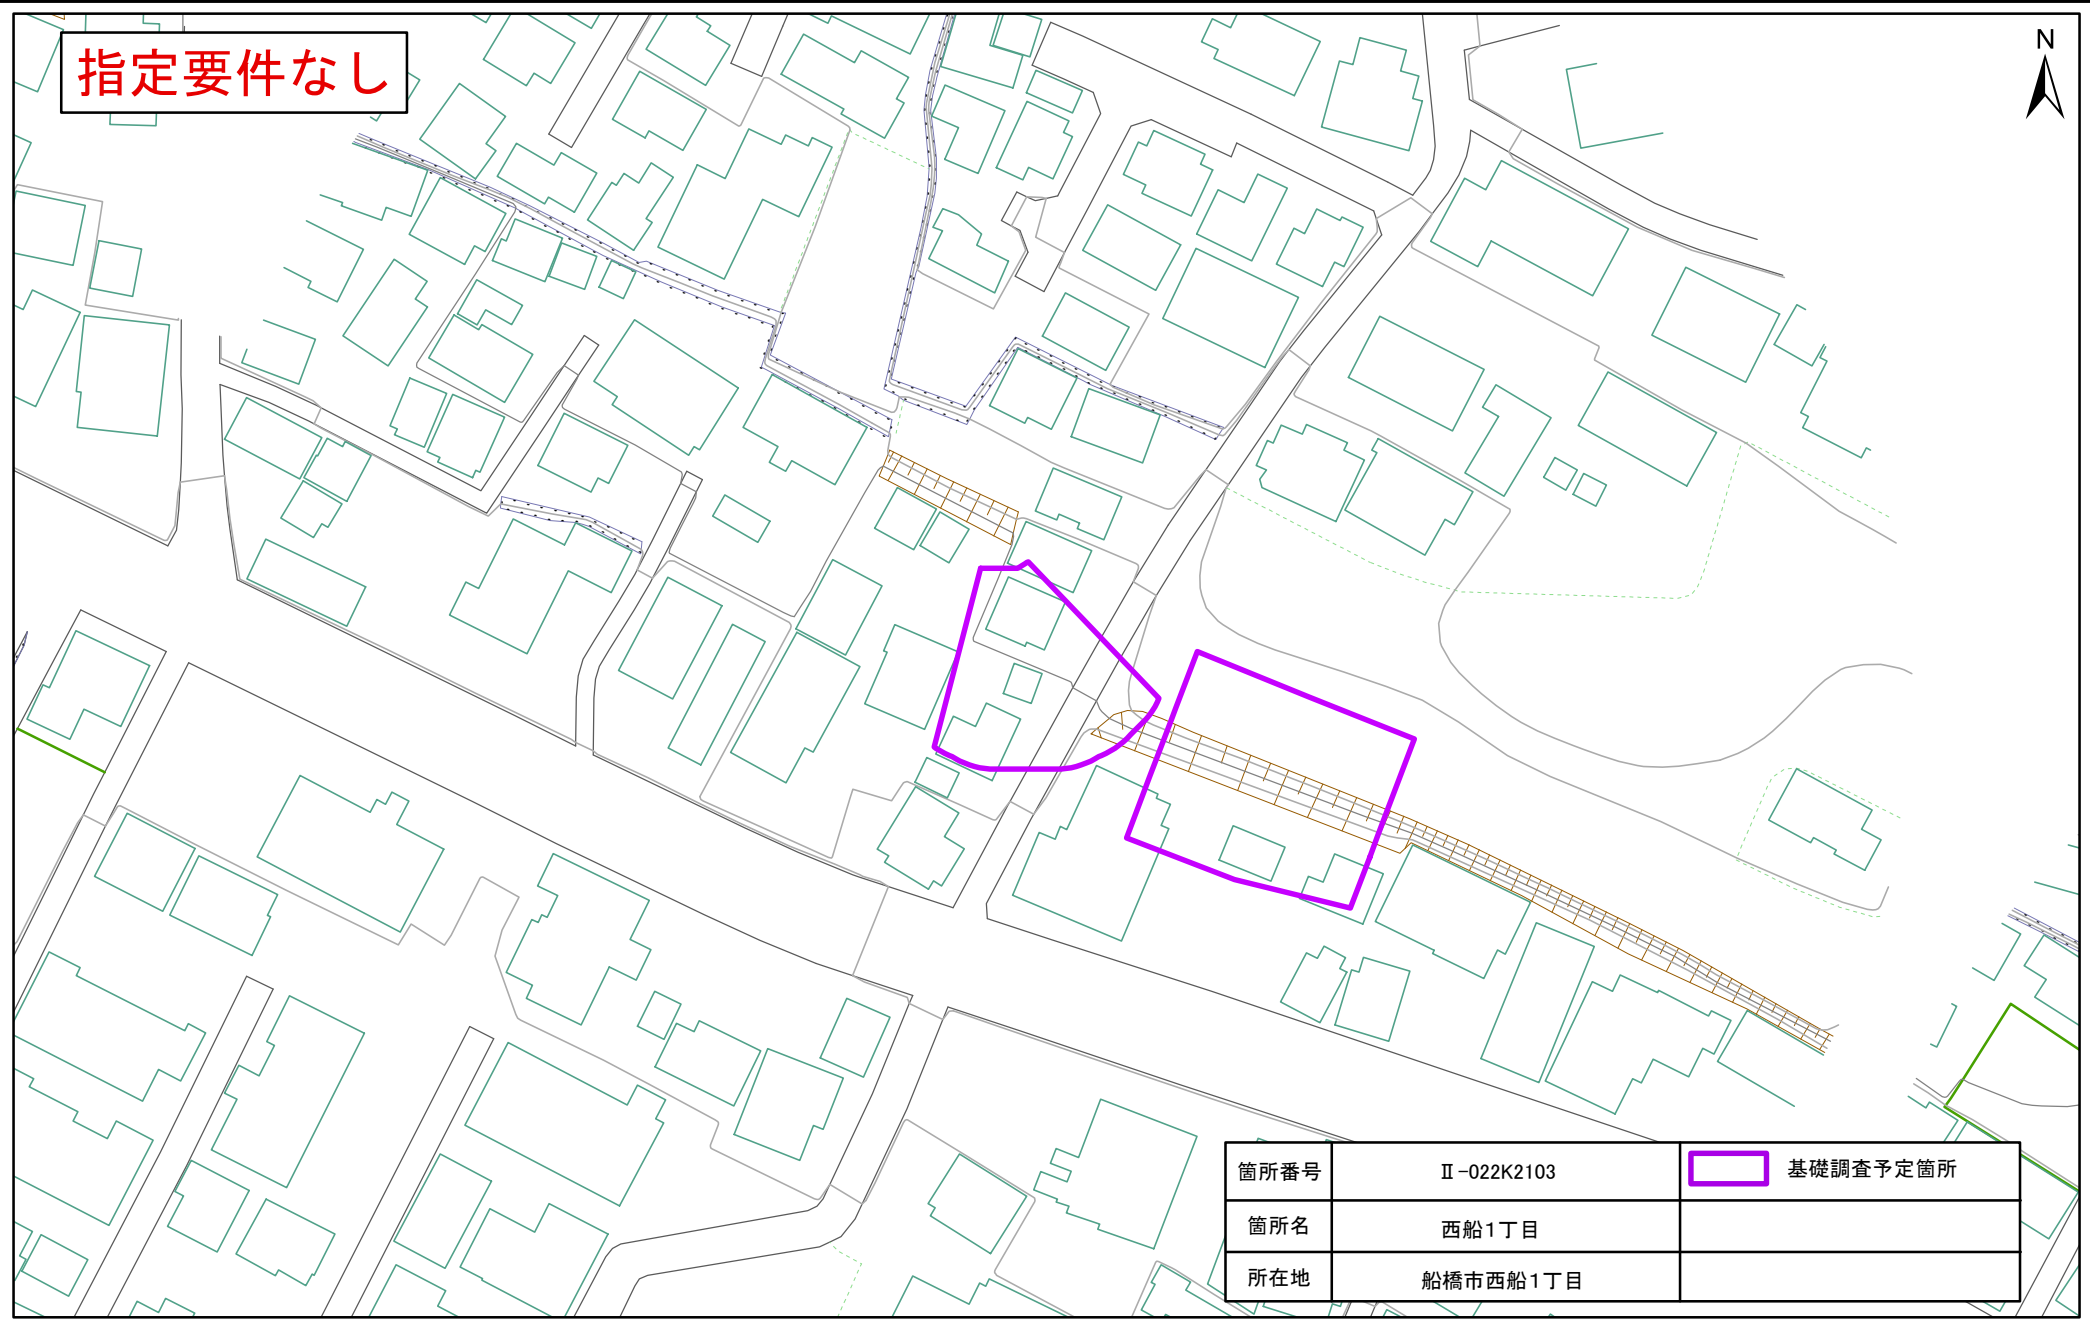 指定要件なし
N
箇所番号
Ⅱ-022K2103
基礎調査予定箇所
箇所名
西船1丁目
所在地
船橋市西船1丁目